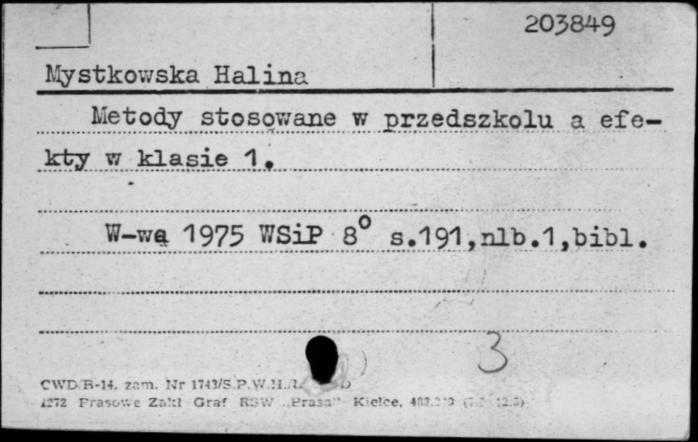 203849
Mystkowska Halina
Metody stosowane w przedszkolu a efe-
kty w klasie 1.
W-wa 1975 WSiP 8° s.191,nlb.1,bibl.
3
CWD/B-14. zam. Nr 1743/S.P.W.H./
Prasowe Zakł Graf RSW „Prasa" Kielce.